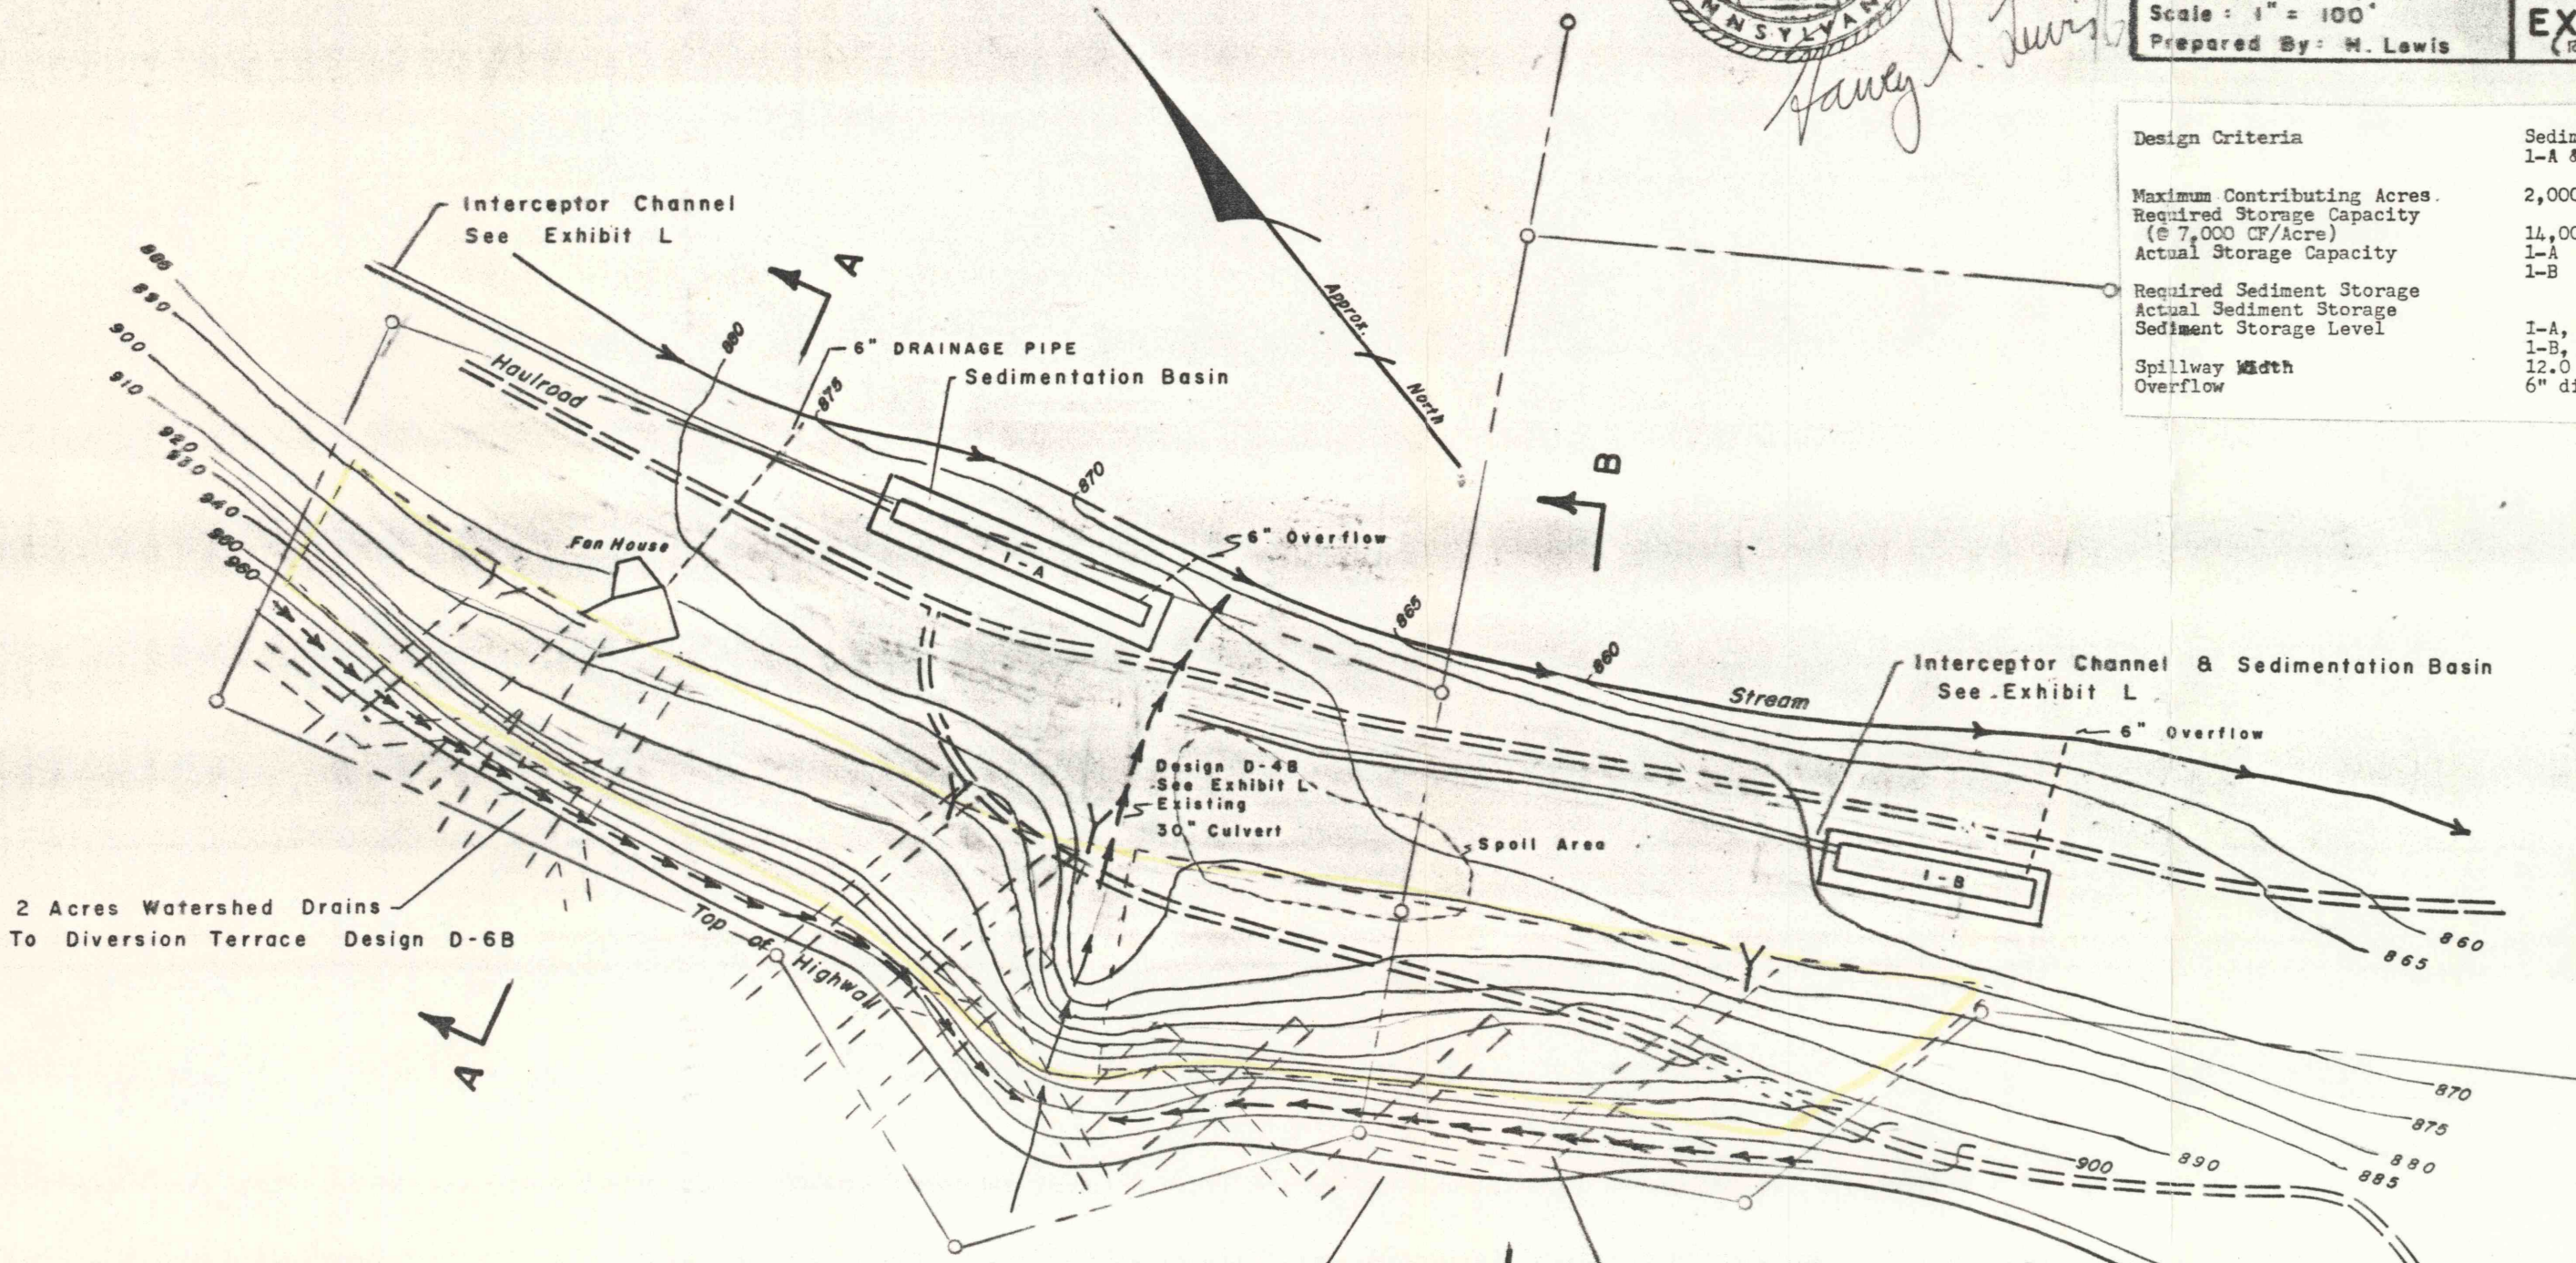 NNSYLVAN
Scale : 1" = 100'
Prepared By: H. Lewis
EX
Design Criteria
Sedim
1-A &
Maximum Contributing Acres.
2,000
Required Storage Capacity
(@ 7,000 CF/Acre)
14,00
Actual Storage Capacity
1-A
1-B
Required Sediment Storage
Actual Sediment Storage
Sediment Storage Level
1-A,
1-B,
Spillway Width
12.0
Overflow
6" di
Interceptor Channel
See Exhibit L
A
Approx.
North
885
890
900
910
920
930
940
950
960
880
6" DRAINAGE PIPE
875
Sedimentation Basin
Haulroad
870
B
Fan House
6" Overflow
1-A
865
860
Stream
Interceptor Channel & Sedimentation Basin
See Exhibit L
6" Overflow
Design D-4B
See Exhibit L
Existing
30" Culvert
Y
Y
Spoil Area
1-B
2 Acres Watershed Drains
To Diversion Terrace Design D-6B
Top of Highwall
Y
860
865
A
870
875
880
885
890
900